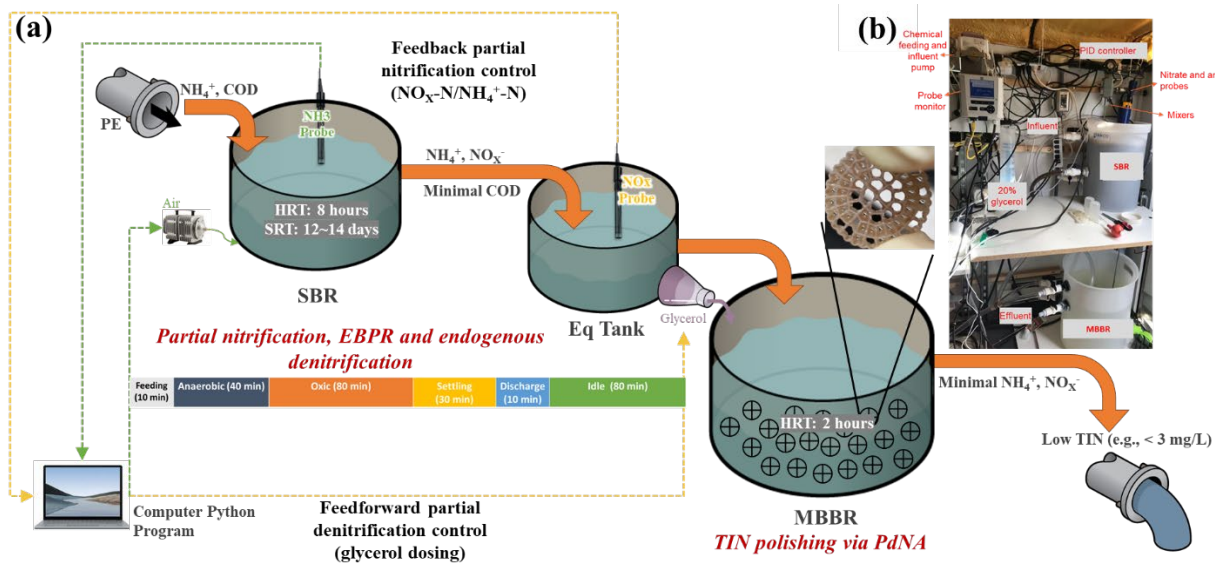 (a)
Feedback partial
nitrification control
(NOX-N/NH4+-N)
NH4+, COD
PE
NH3
Probe
HRT: 8 hours
SRT: 12~14 days
Air
SBR
NH4+, NOX-
Minimal COD
NOx
Probe
Eq Tank
Glycerol
Partial nitrification, EBPR and endogenous
denitrification
Feeding
(10 min)
Anaerobic (40 min)
Oxic (80 min)
Settling
(30 min)
Discharge
(10 min)
Idle (80 min)
Computer Python
Program
Feedforward partial
denitrification control
(glycerol dosing)
HRT: 2 hours
MBBR
TIN polishing via PdNA
Minimal NH4+, NOX-
Low TIN (e.g., < 3 mg/L)
(b)
Chemical
feeding and
influent
pump
PID controller
Nitrate and
probes
Probe
monitor
Mixers
Influent
SBR
20%
glycerol
Effluent
MBBR